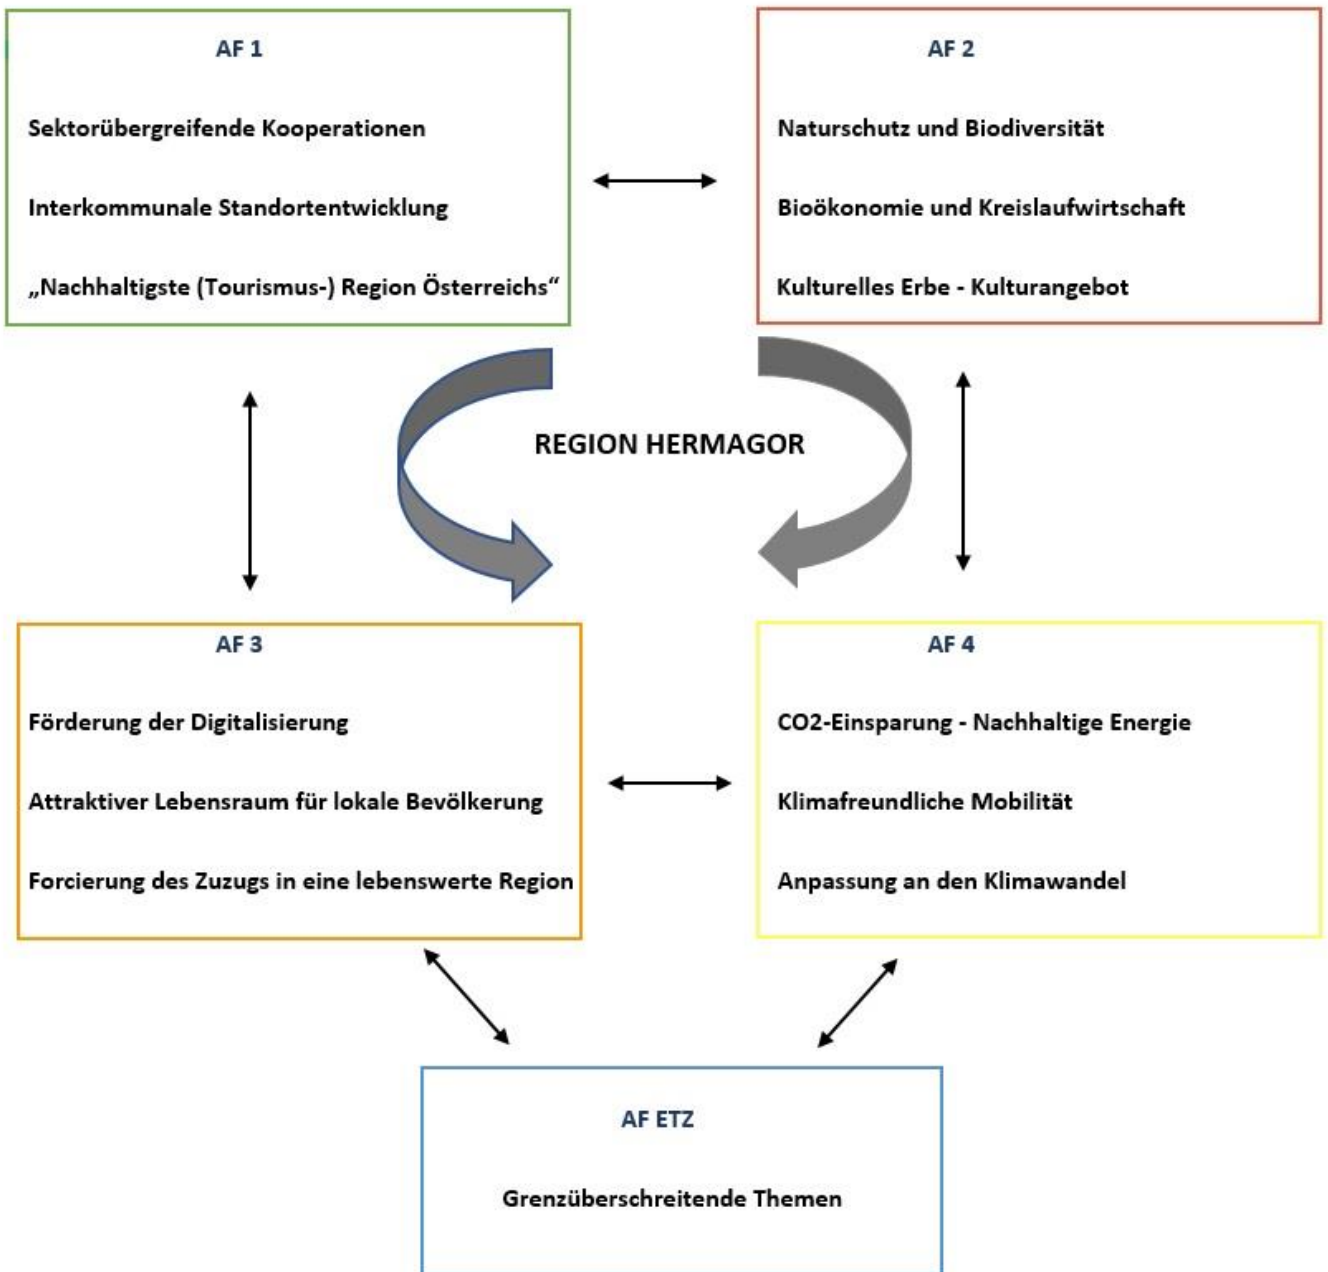 AF 1
Sektorübergreifende Kooperationen
Interkommunale Standortentwicklung
„Nachhaltigste (Tourismus-) Region Österreichs“
AF 2
Naturschutz und Biodiversität
Bioökonomie und Kreislaufwirtschaft
Kulturelles Erbe - Kulturangebot
REGION HERMAGOR
AF 3
Förderung der Digitalisierung
Attraktiver Lebensraum für lokale Bevölkerung
Forcierung des Zuzugs in eine lebenswerte Region
AF 4
CO2-Einsparung - Nachhaltige Energie
Klimafreundliche Mobilität
Anpassung an den Klimawandel
AF ETZ
Grenzüberschreitende Themen